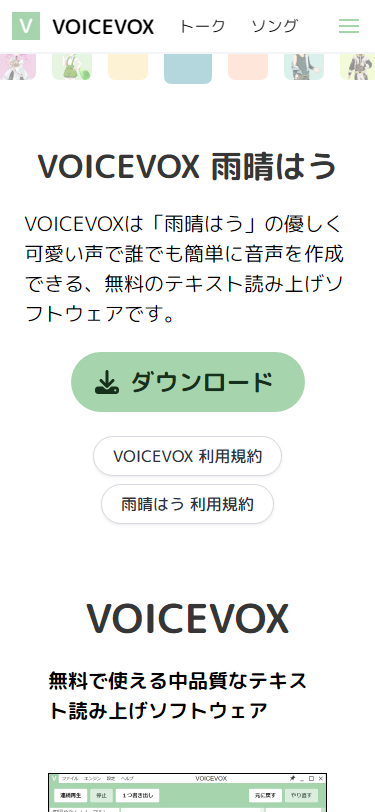 V VOICEVOX トーク ソング
VOICEVOX 雨晴はう
VOICEVOXは「雨晴はう」の優しく
可愛い声で誰でも簡単に音声を作成
できる、無料のテキスト読み上げソ
フトウェアです。
ダウンロード
VOICEVOX 利用規約
雨晴はう 利用規約
VOICEVOX
無料で使える中品質なテキス
ト読み上げソフトウェア
V ファイル エンジン 設定 ヘルプ VOICEVOX
連続再生 停止 1つ書き出し 元に戻す やり直す